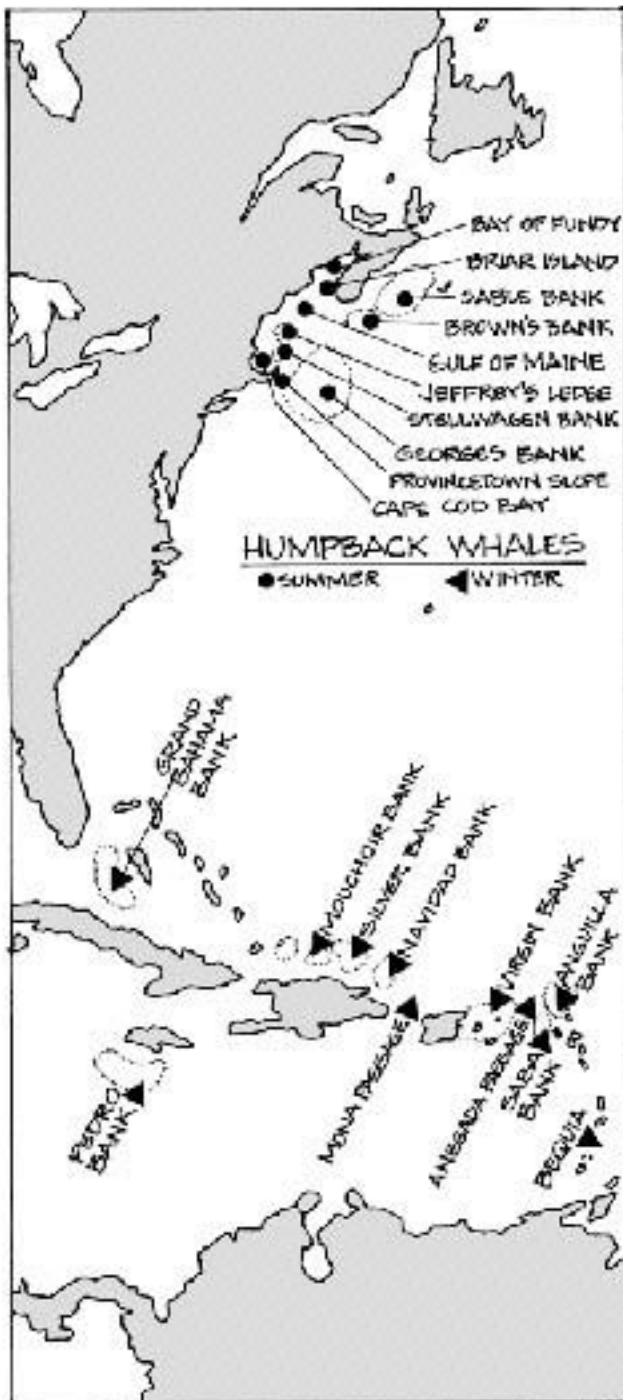 BAY OF FUNDY
BRIAR ISLAND
SABLE BANK
BROWN'S BANK
GULF OF MAINE
JEFFREY'S LEDGE
STELLWAGEN BANK
GEORGES BANK
PROVINCETOWN SLOPE
CAPE COD BAY
HUMPBACK WHALES
SUMMER WINTER
GRAND
BAHAMA
BANK
MOUCHOIR BANK
SILVER BANK
NAVIDAD BANK
VIRGIN BANK
ANGUILLA
BANK
PEDRO
BANK
MONA PASSAGE
ANEGADA PASSAGE
SABA
BANK
BEQUIA